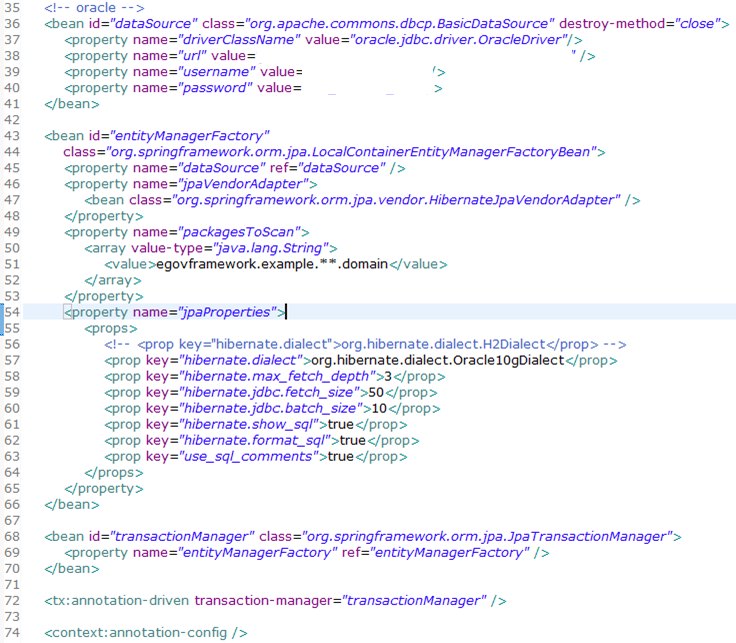 35 <!-- oracle -->
36 <bean id="dataSource" class="org.apache.commons.dbcp.BasicDataSource" destroy-method="close">
37 <property name="driverClassName" value="oracle.jdbc.driver.OracleDriver"/>
38 <property name="url" value= " />
39 <property name="username" value= />
40 <property name="password" value= >
41 </bean>
42
43 <bean id="entityManagerFactory"
44 class="org.springframework.orm.jpa.LocalContainerEntityManagerFactoryBean">
45 <property name="dataSource" ref="dataSource" />
46 <property name="jpaVendorAdapter">
47 <bean class="org.springframework.orm.jpa.vendor.HibernateJpaVendorAdapter" />
48 </property>
49 <property name="packagesToScan">
50 <array value-type="java.lang.String">
51 <value>egovframework.example.**.domain</value>
52 </array>
53 </property>
54 <property name="jpaProperties">
55 <props>
56 <!-- <prop key="hibernate.dialect">org.hibernate.dialect.H2Dialect</prop> -->
57 <prop key="hibernate.dialect">org.hibernate.dialect.Oracle10gDialect</prop>
58 <prop key="hibernate.max_fetch_depth">3</prop>
59 <prop key="hibernate.jdbc.fetch_size">50</prop>
60 <prop key="hibernate.jdbc.batch_size">10</prop>
61 <prop key="hibernate.show_sql">true</prop>
62 <prop key="hibernate.format_sql">true</prop>
63 <prop key="use_sql_comments">true</prop>
64 </props>
65 </property>
66 </bean>
67
68 <bean id="transactionManager" class="org.springframework.orm.jpa.JpaTransactionManager">
69 <property name="entityManagerFactory" ref="entityManagerFactory" />
70 </bean>
71
72 <tx:annotation-driven transaction-manager="transactionManager" />
73
74 <context:annotation-config />